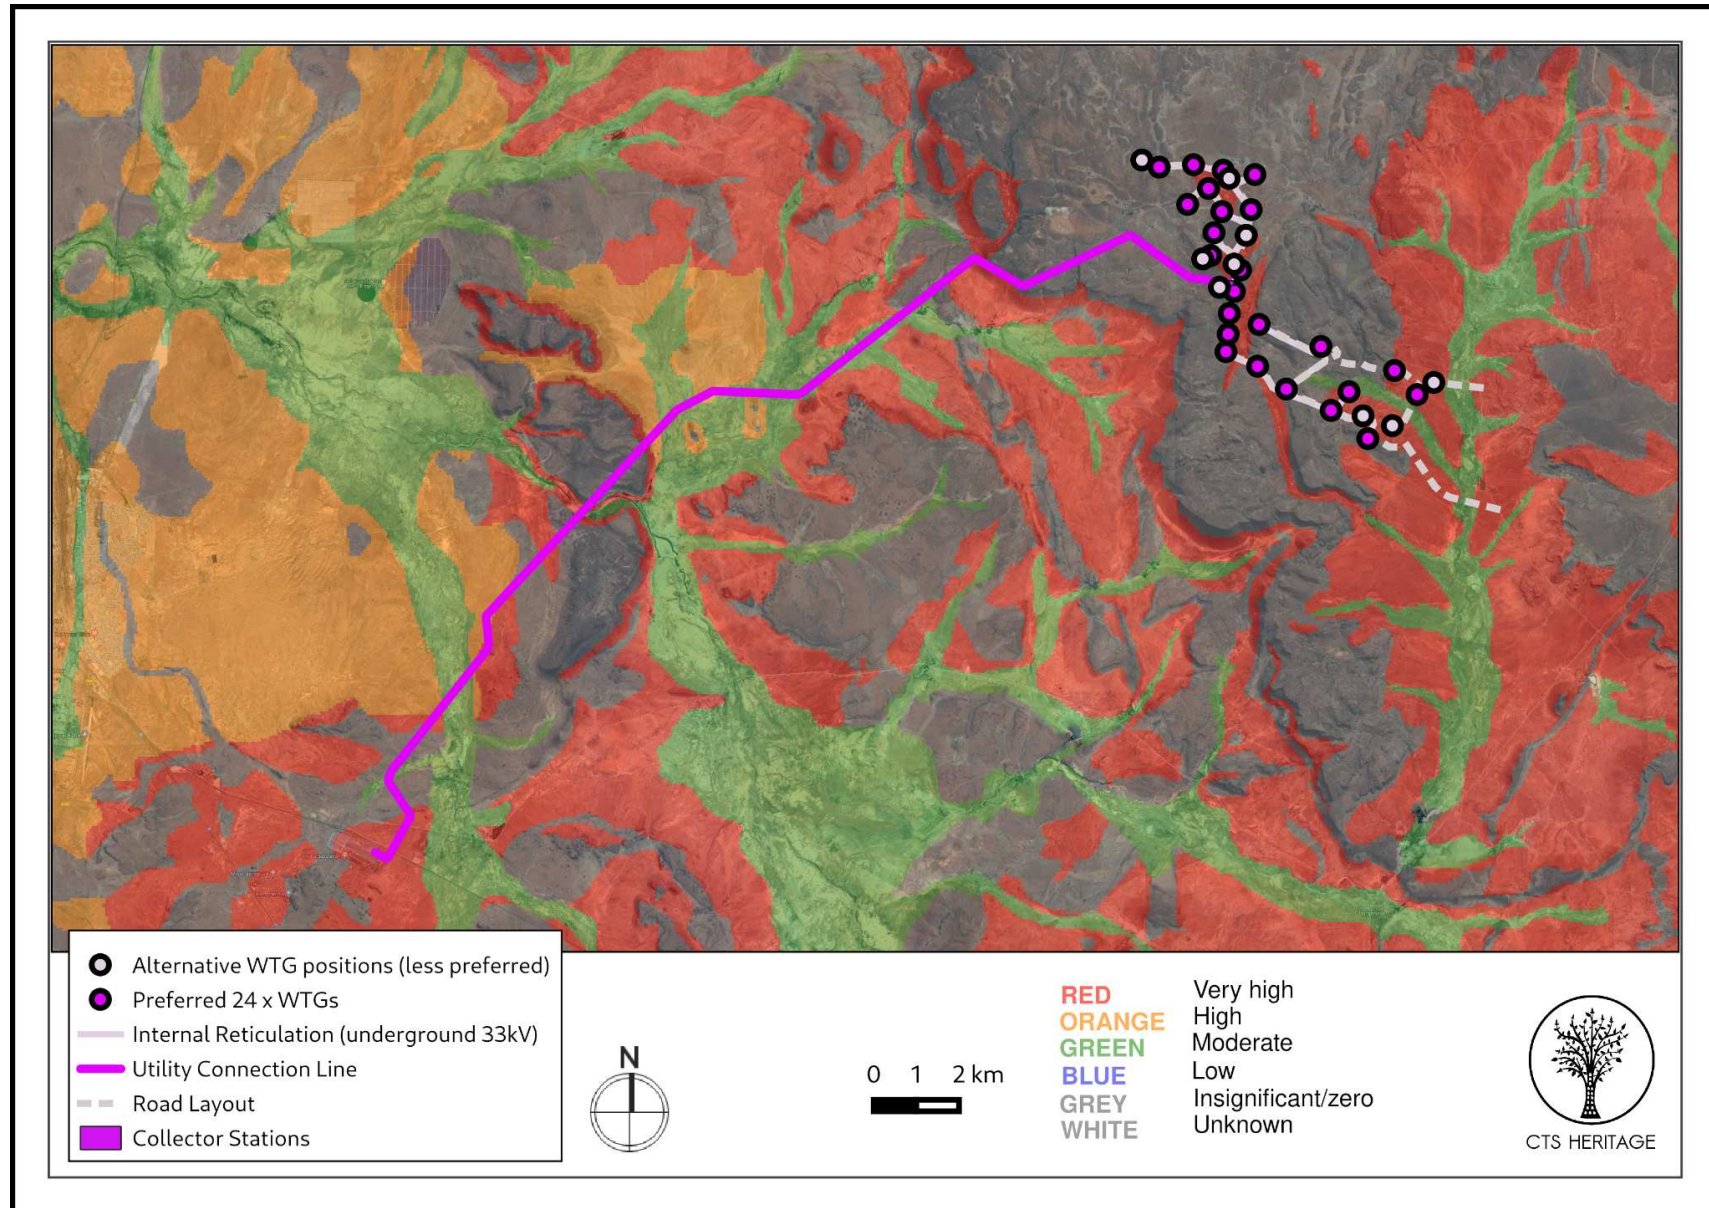 Alternative WTG positions (less preferred)
Preferred 24 x WTGs
Internal Reticulation (underground 33kV)
Utility Connection Line
Road Layout
Collector Stations
N
0 1 2 km
RED Very high
ORANGE High
GREEN Moderate
BLUE Low
GREY Insignificant/zero
WHITE Unknown
CTS HERITAGE